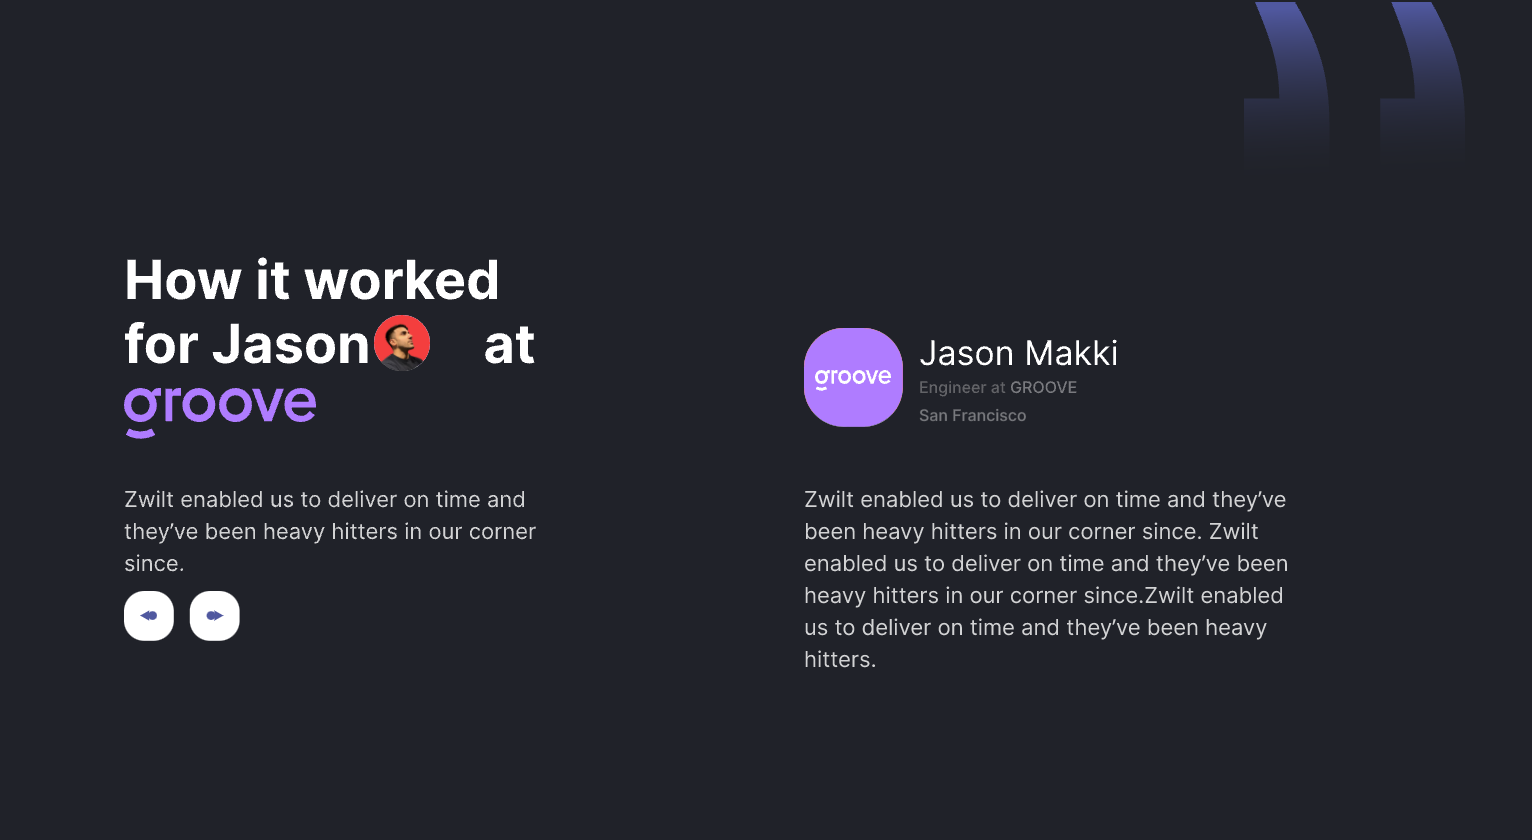 How it worked
for Jason at
groove
Zwilt enabled us to deliver on time and
they’ve been heavy hitters in our corner
since.
groove
Jason Makki
Engineer at GROOVE
San Francisco
Zwilt enabled us to deliver on time and they’ve
been heavy hitters in our corner since. Zwilt
enabled us to deliver on time and they’ve been
heavy hitters in our corner since.Zwilt enabled
us to deliver on time and they’ve been heavy
hitters.